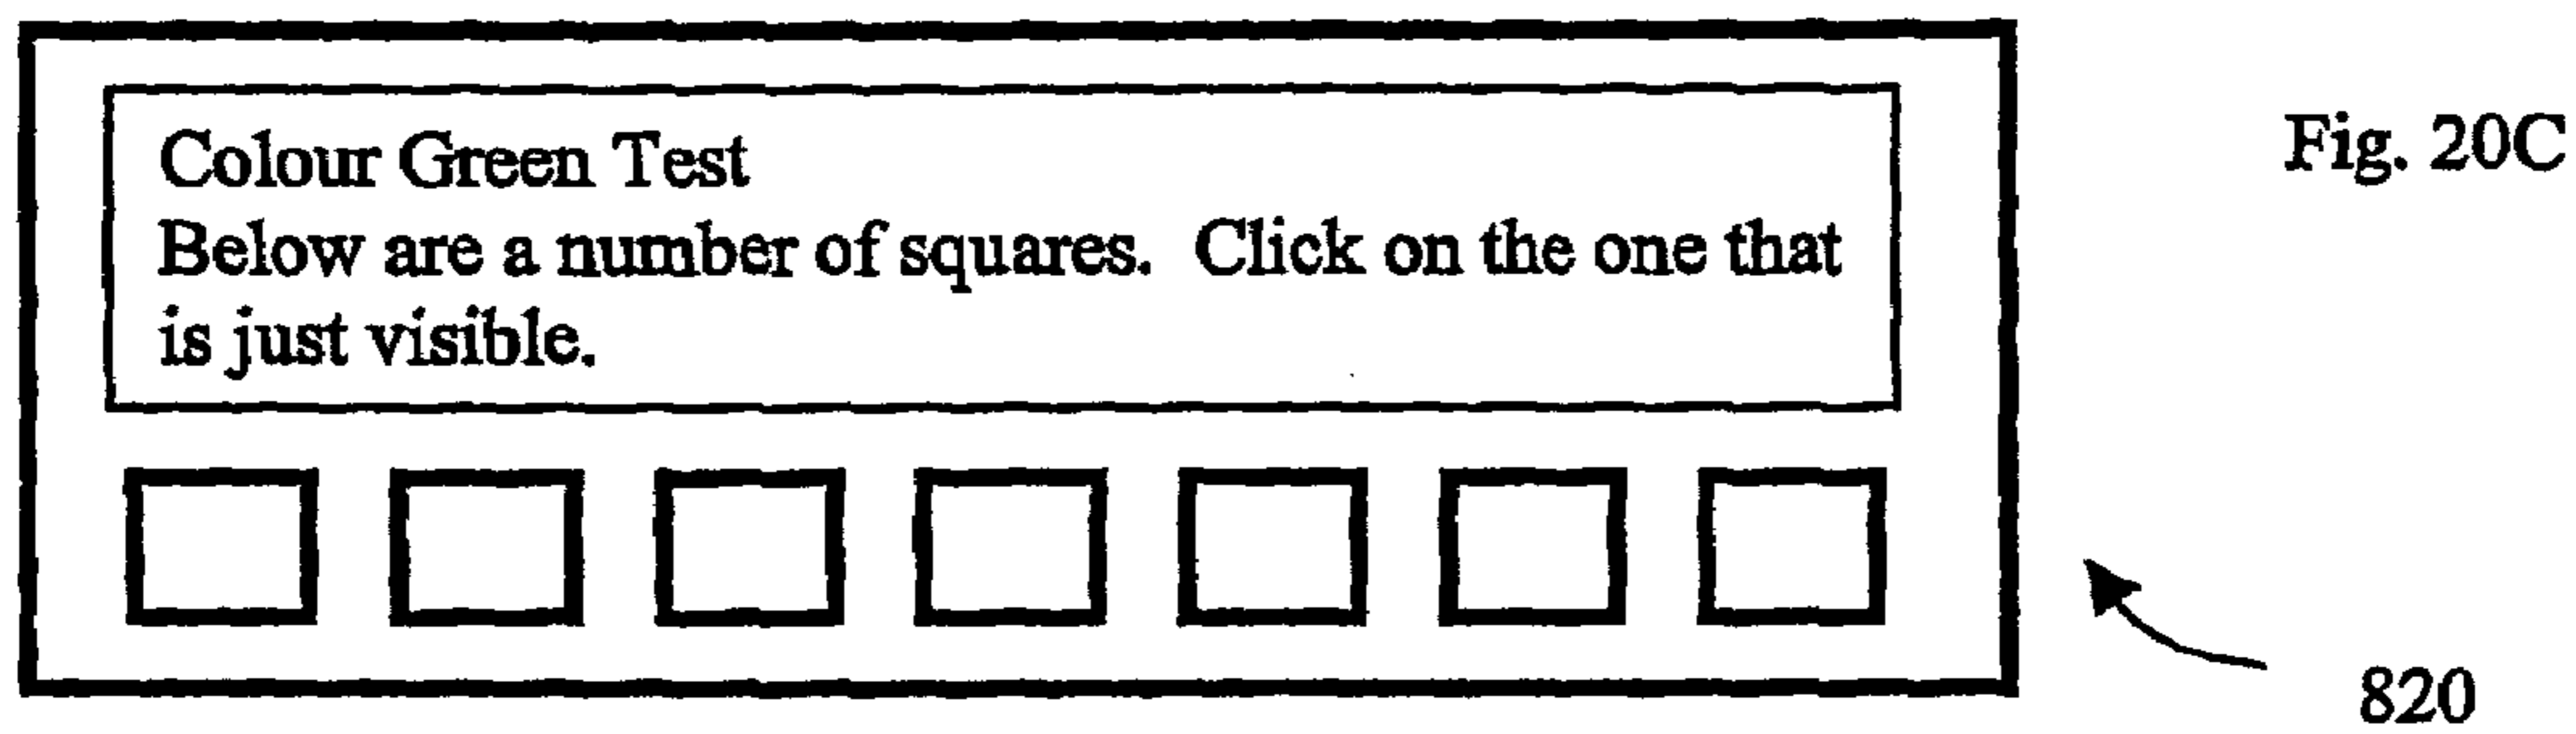 Colour Green Test
Below are a number of squares.  Click on the one that
is just visible.
Fig. 20C
820